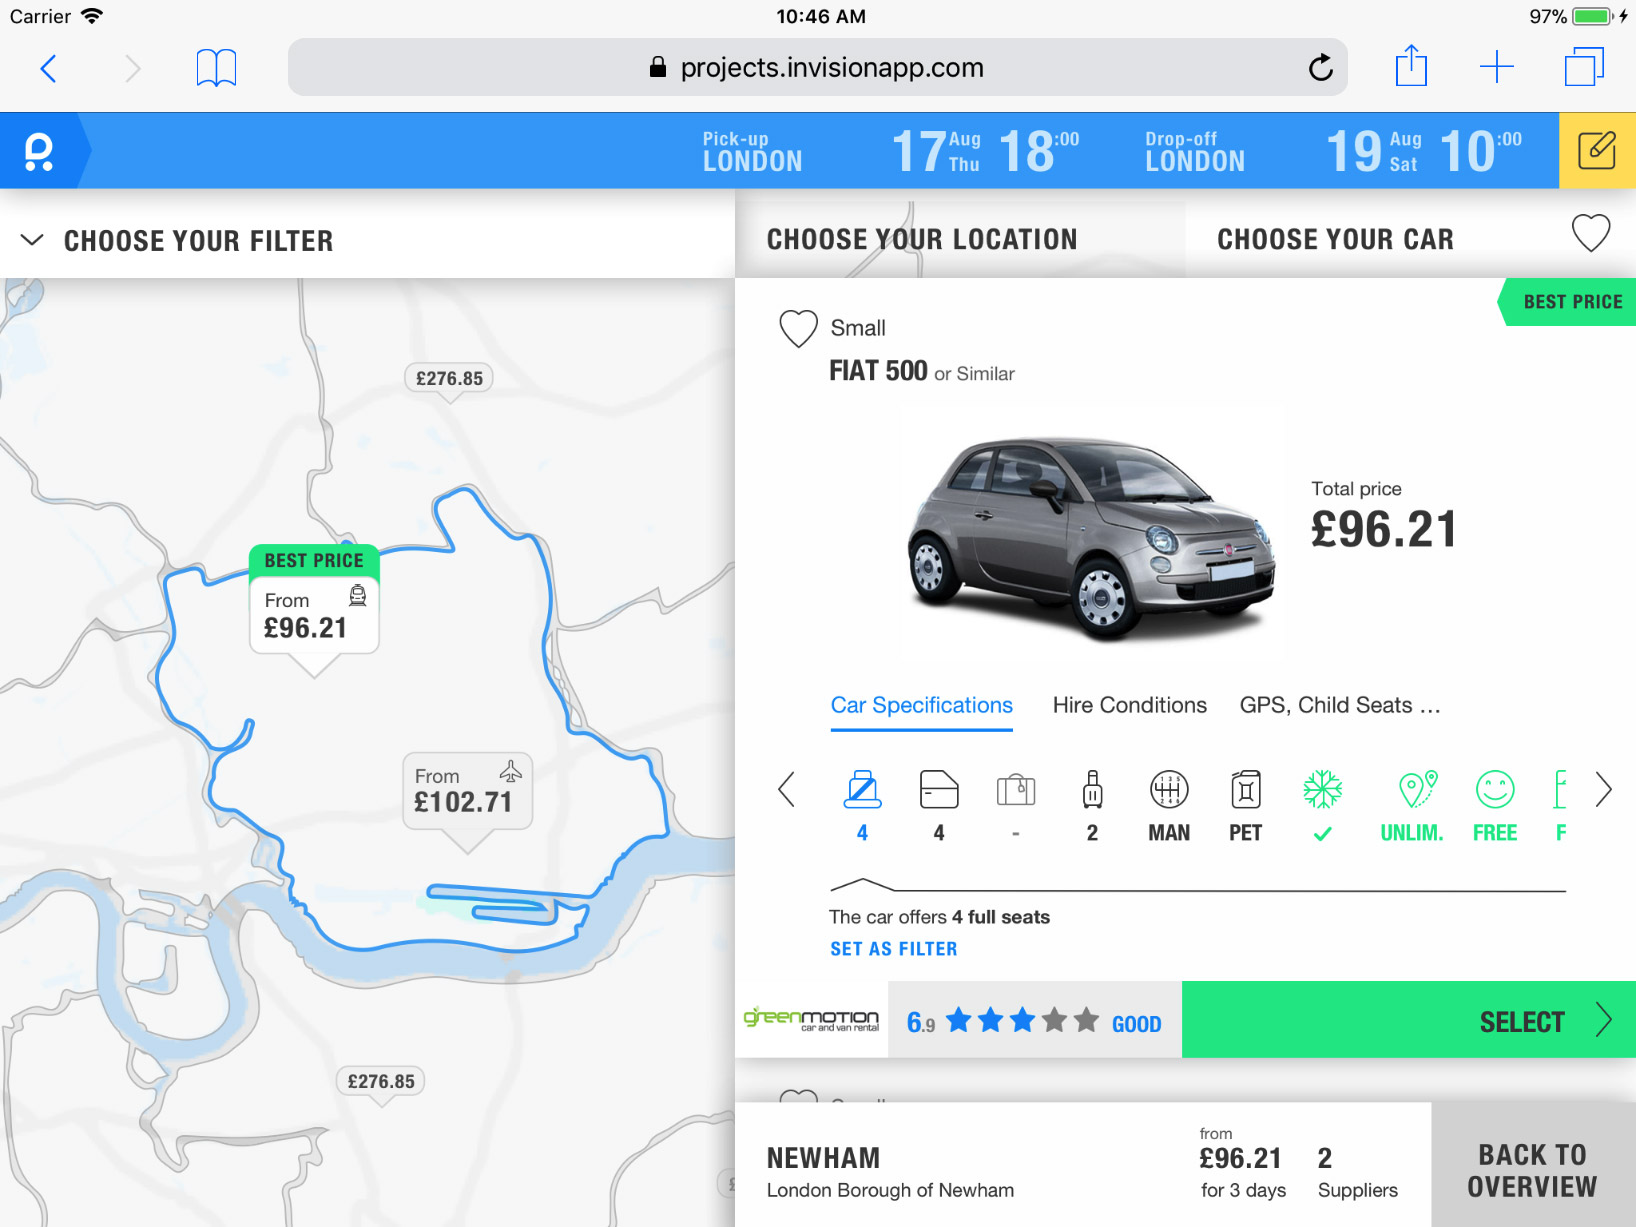 Carrier
10:46 AM
97%
projects.invisionapp.com
Pick-up
LONDON
17 Aug Thu 18:00
Drop-off
LONDON
19 Aug Sat 10:00
CHOOSE YOUR FILTER
CHOOSE YOUR LOCATION
CHOOSE YOUR CAR
£276.85
BEST PRICE
From
£96.21
From
£102.71
£276.85
BEST PRICE
Small
FIAT 500 or Similar
Total price
£96.21
Car Specifications
Hire Conditions
GPS, Child Seats ...
4
4
-
2
MAN
PET
UNLIM.
FREE
F
The car offers 4 full seats
SET AS FILTER
greenmotion
car and van rental
6.9
GOOD
SELECT
NEWHAM
London Borough of Newham
from
£96.21
for 3 days
2
Suppliers
BACK TO
OVERVIEW